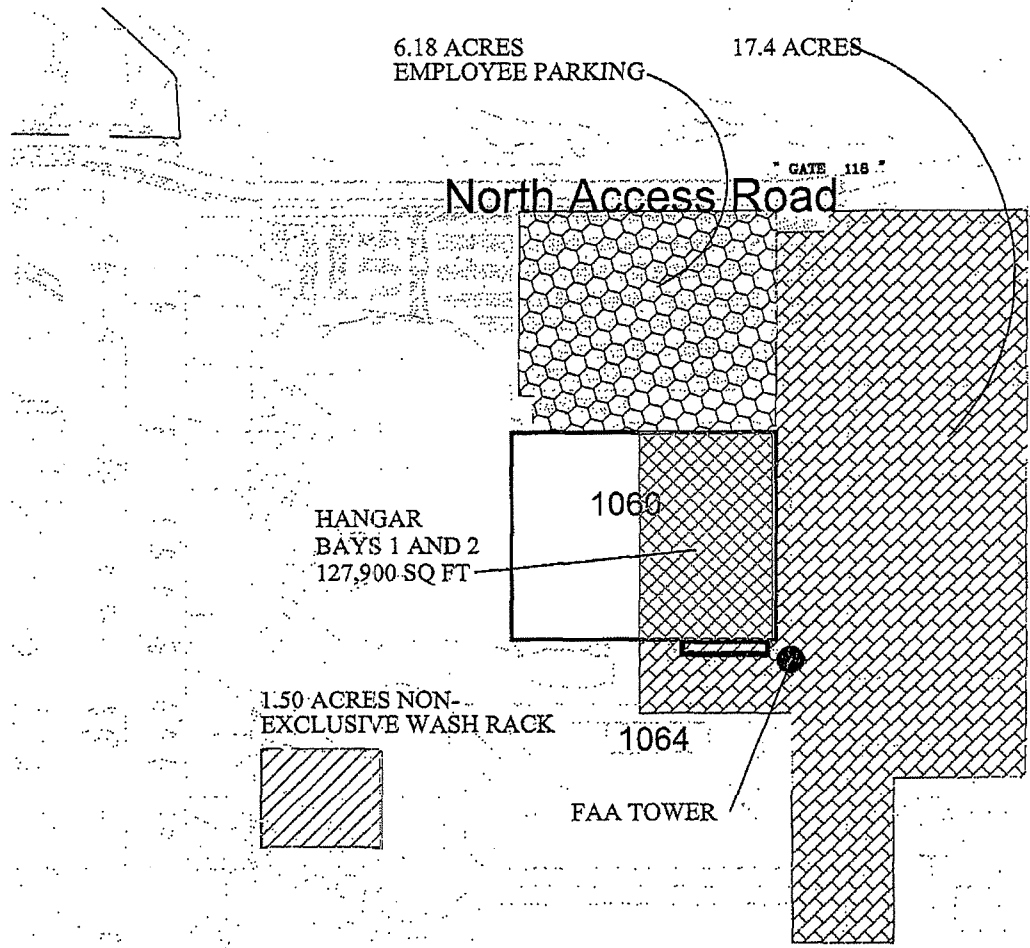 6.18 ACRES
EMPLOYEE PARKING
17.4 ACRES
" GATE 118 "
North Access Road
1060
HANGAR
BAYS 1 AND 2
127,900 SQ FT
1.50 ACRES NON-
EXCLUSIVE WASH RACK
1064
FAA TOWER